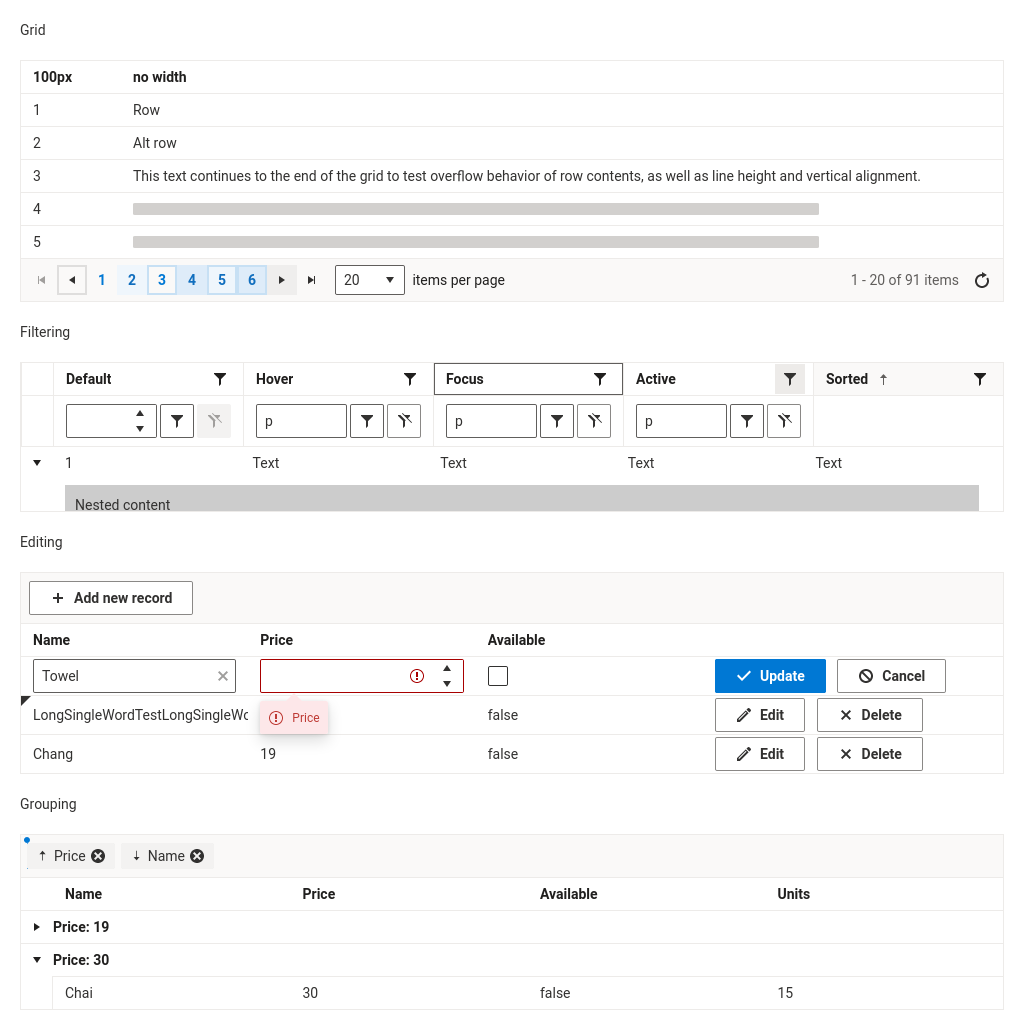 Grid
100px no width
1 Row
2 Alt row
3 This text continues to the end of the grid to test overflow behavior of row contents, as well as line height and vertical alignment.
4
5
1 2 3 4 5 6 20 items per page 1 - 20 of 91 items
Filtering
Default Hover Focus Active Sorted
p p p
1 Text Text Text Text
Nested content
Editing
Add new record
Name Price Available
Towel Update Cancel
LongSingleWordTestLongSingleWo false Edit Delete
Price
Chang 19 false Edit Delete
Grouping
Price Name
Name Price Available Units
Price: 19
Price: 30
Chai 30 false 15